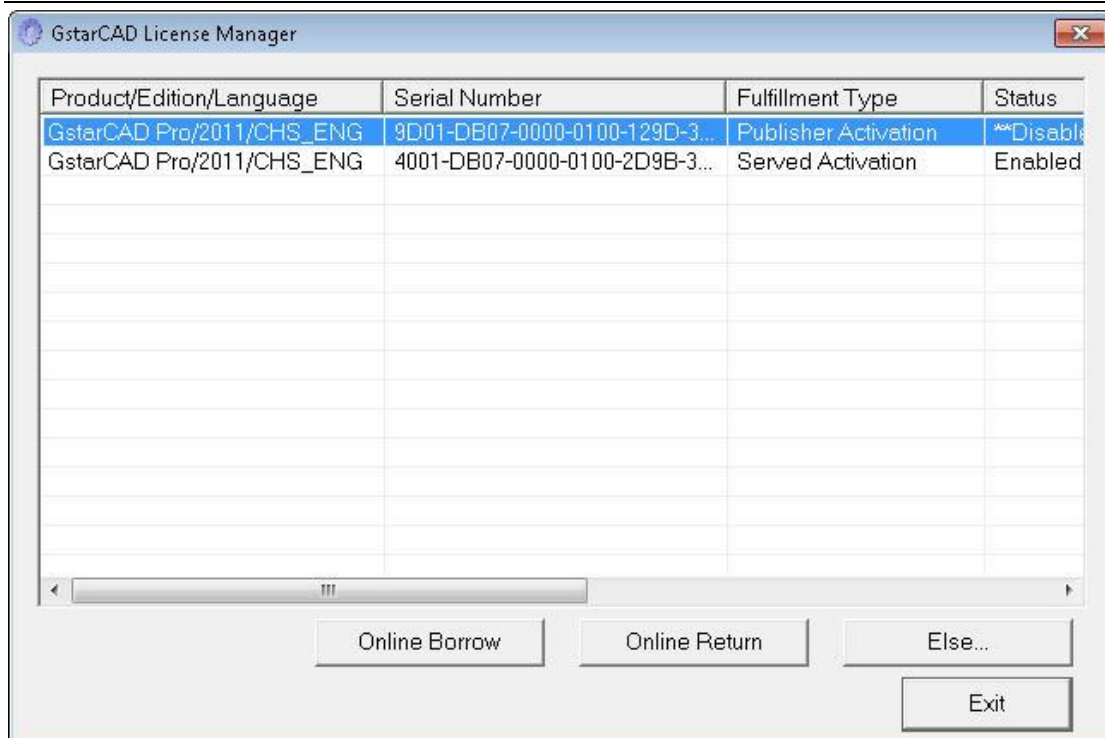 GstarCAD License Manager
Product/Edition/Language Serial Number Fulfillment Type Status
GstarCAD Pro/2011/CHS_ENG 9D01-DB07-0000-0100-129D-3... Publisher Activation **Disable
GstarCAD Pro/2011/CHS_ENG 4001-DB07-0000-0100-2D9B-3... Served Activation Enabled
Online Borrow Online Return Else...
Exit